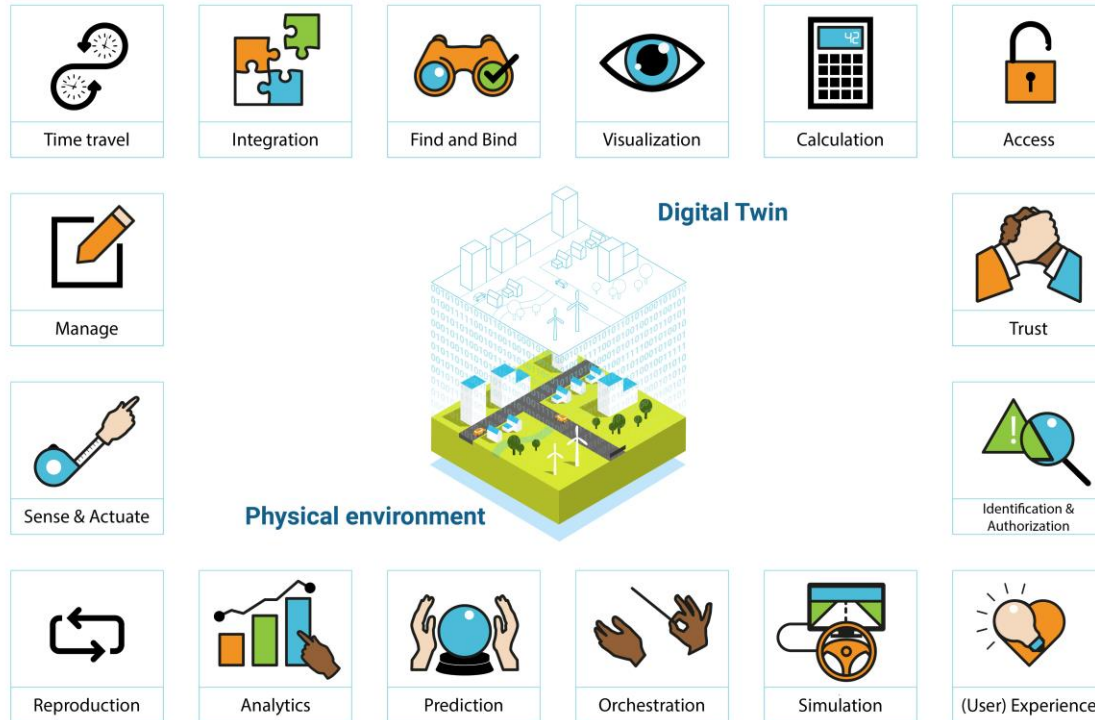 42
Time travel
Integration
Find and Bind
Visualization
Calculation
Access
Digital Twin
Manage
Trust
Sense & Actuate
Physical environment
Identification &
Authorization
Reproduction
Analytics
Prediction
Orchestration
Simulation
(User) Experience